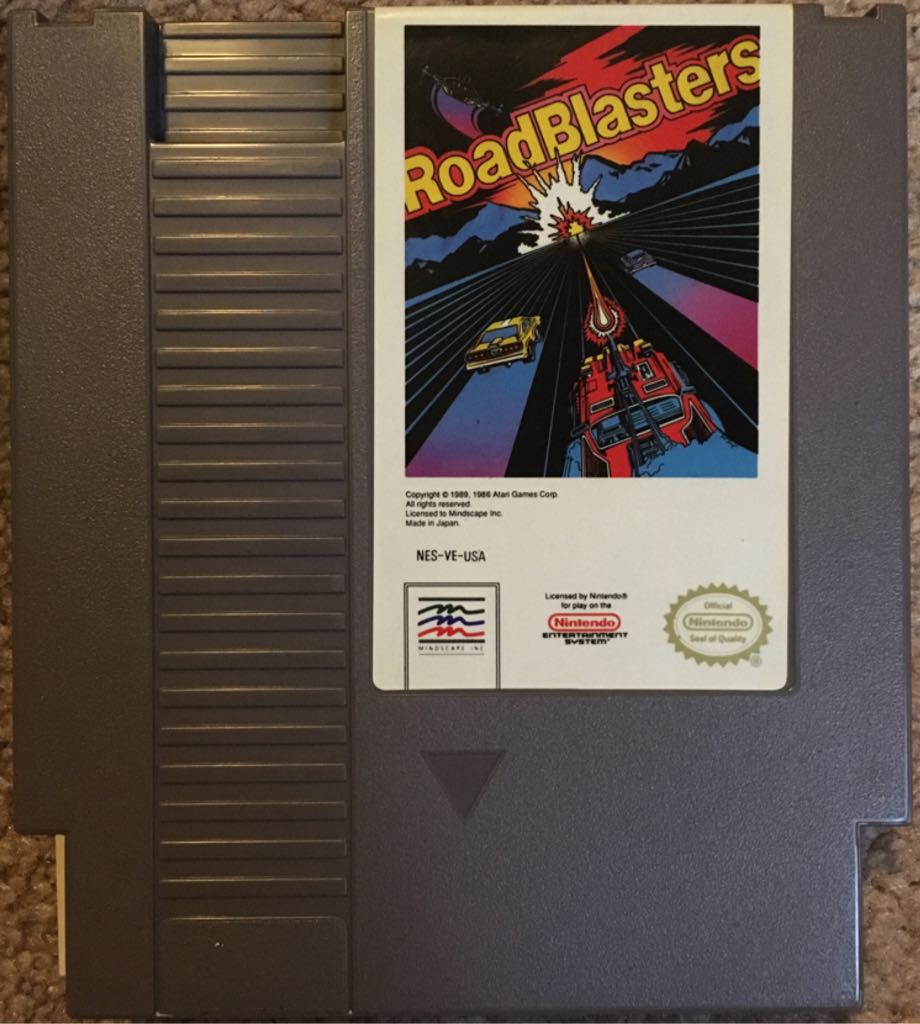 RoadBlasters
Copyright © 1989, 1986 Atari Games Corp.
All rights reserved.
Licensed to Mindscape Inc.
Made in Japan.
NES-VE-USA
MINDSCAPE INC
Licensed by Nintendo®
for play on the
Nintendo
ENTERTAINMENT
SYSTEM™
Official
Nintendo
Seal of Quality
®